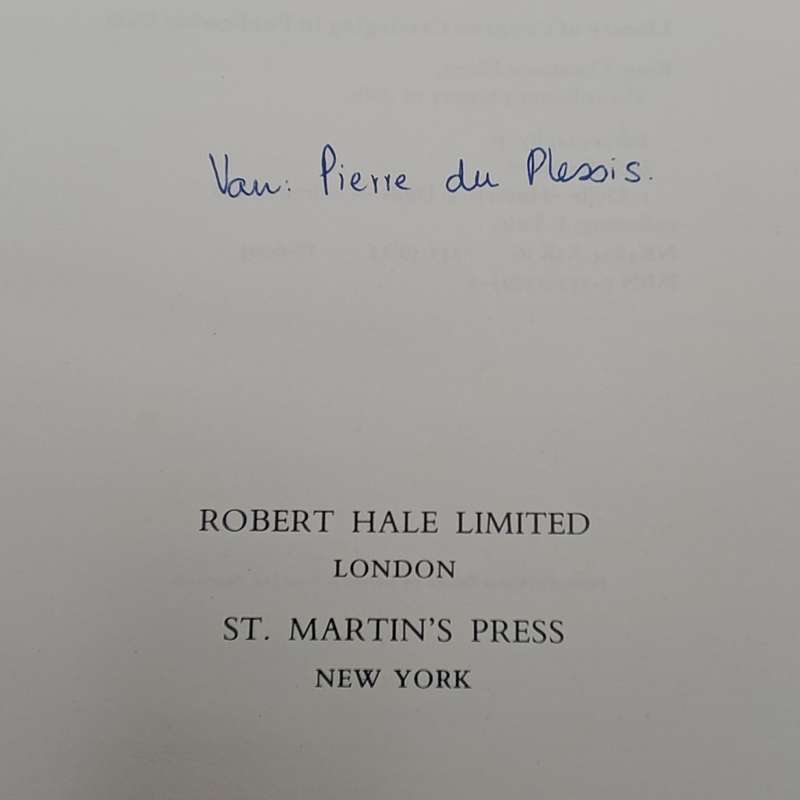 Van: Pierre du Plessis.
ROBERT HALE LIMITED
LONDON
ST. MARTIN'S PRESS
NEW YORK